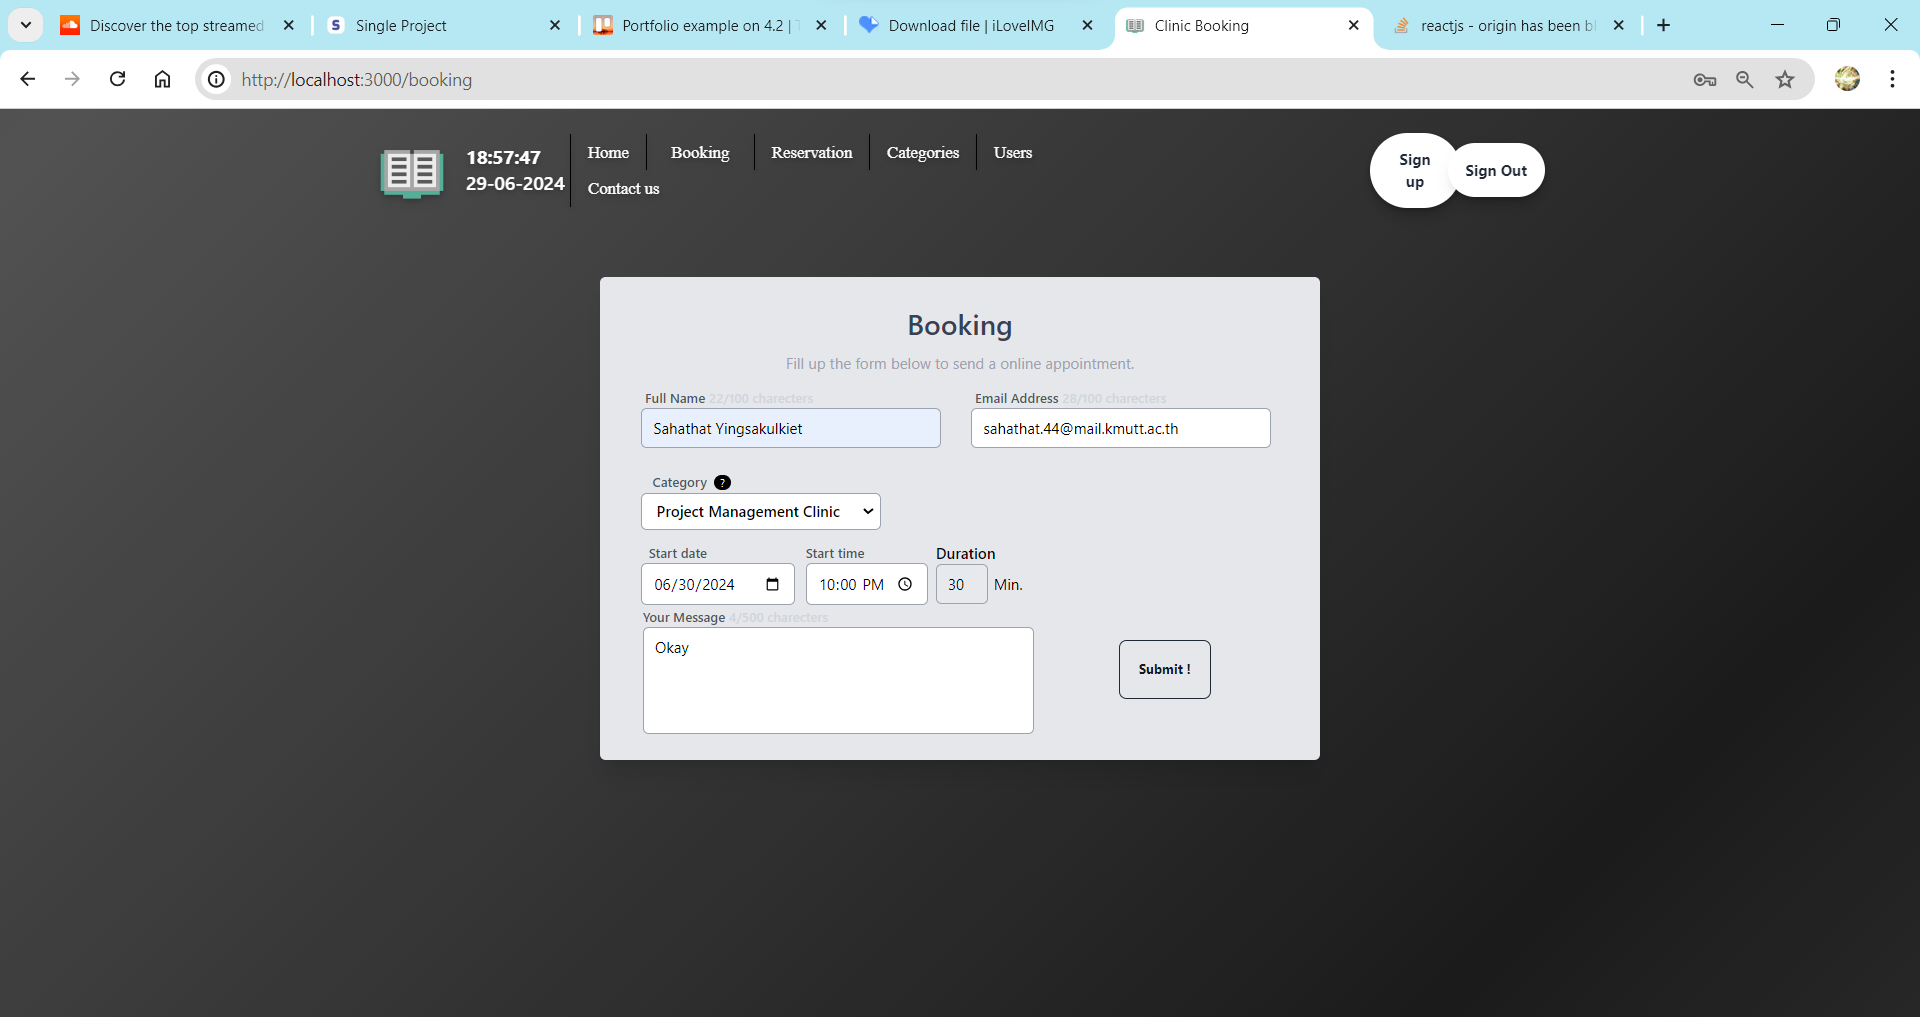 Discover the top streamed
Single Project
Portfolio example on 4.2 |
Download file | iLoveIMG
Clinic Booking
reactjs - origin has been bl
http://localhost:3000/booking
18:57:47
29-06-2024
Home
Booking
Reservation
Categories
Users
Contact us
Sign
up
Sign Out
Booking
Fill up the form below to send a online appointment.
Full Name 22/100 charecters
Email Address 28/100 charecters
Sahathat Yingsakulkiet
sahathat.44@mail.kmutt.ac.th
Category ?
Project Management Clinic
Start date
Start time
Duration
06/30/2024
10:00 PM
30
Min.
Your Message 4/500 charecters
Okay
Submit !